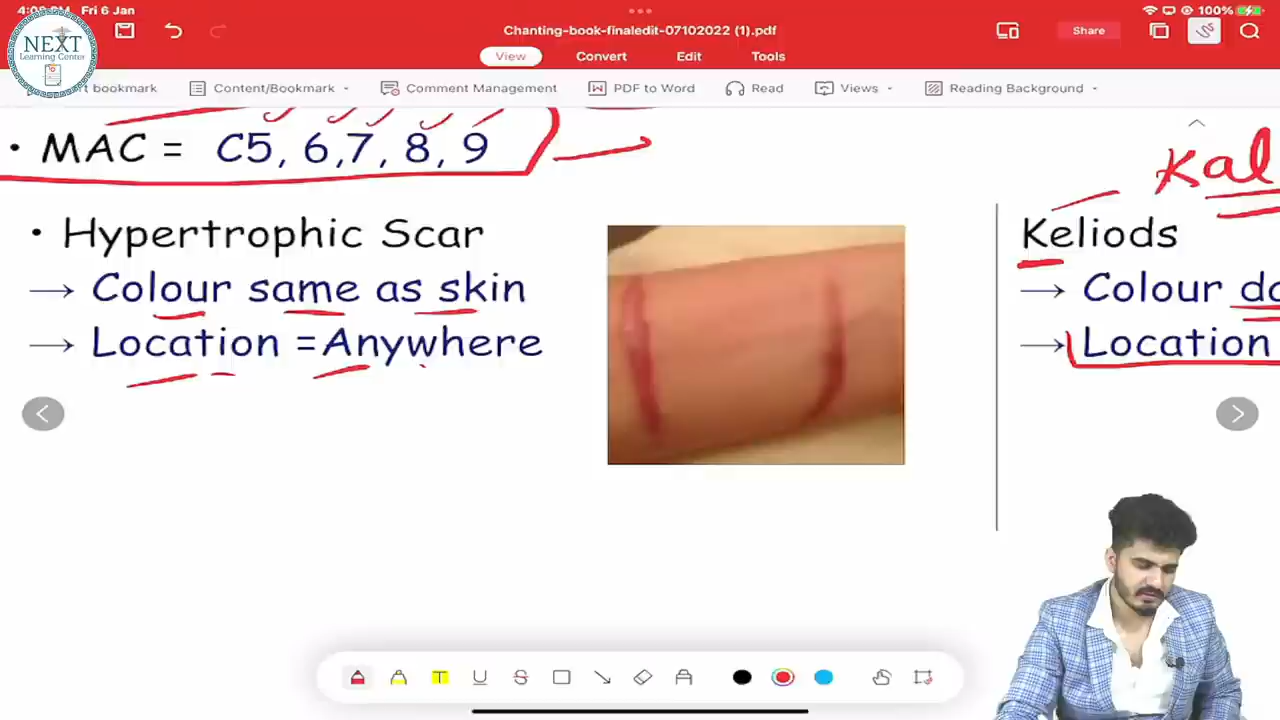 4:08 PM Fri 6 Jan
100%
NEXT
Learning Center
Chanting-book-finaledit-07102022 (1).pdf
Share
View Convert Edit Tools
bookmark Content/Bookmark Comment Management PDF to Word Read Views Reading Background
• MAC = C5, 6,7, 8, 9
Kal
• Hypertrophic Scar
→ Colour same as skin
→ Location =Anywhere
Keliods
→ Colour
→ Location
T U S